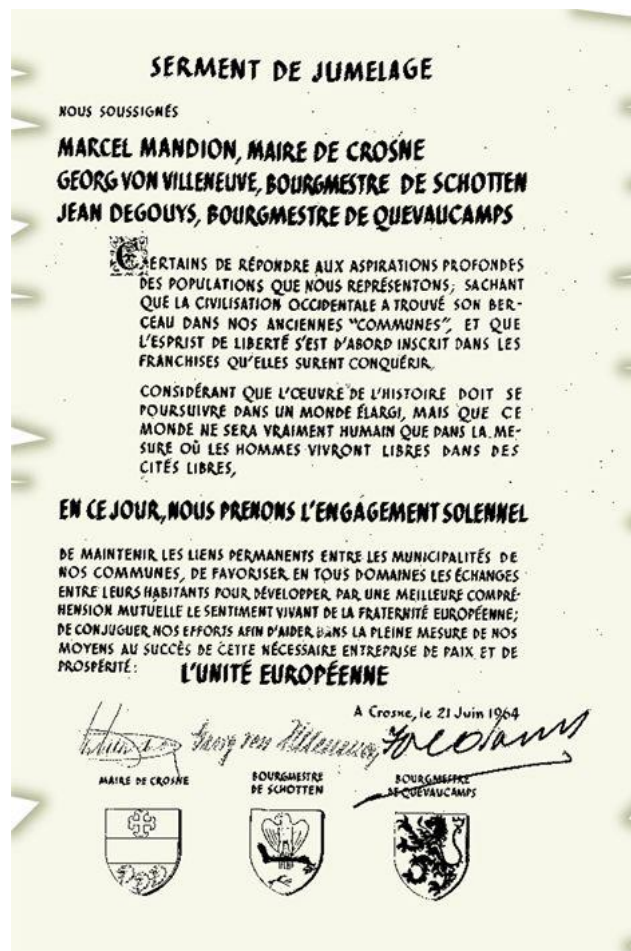 SERMENT DE JUMELAGE
NOUS SOUSSIGNÉS
MARCEL MANDION, MAIRE DE CROSNE
GEORG VON VILLENEUVE, BOURGMESTRE DE SCHOTTEN
JEAN DEGOUYS, BOURGMESTRE DE QUEVAUCAMPS
CERTAINS DE RÉPONDRE AUX ASPIRATIONS PROFONDES
DES POPULATIONS QUE NOUS REPRÉSENTONS; SACHANT
QUE LA CIVILISATION OCCIDENTALE A TROUVÉ SON BER-
CEAU DANS NOS ANCIENNES "COMMUNES", ET QUE
L'ESPRIST DE LIBERTÉ S'EST D'ABORD INSCRIT DANS LES
FRANCHISES QU'ELLES SURENT CONQUÉRIR,
CONSIDÉRANT QUE L'ŒUVRE DE L'HISTOIRE DOIT SE
POURSUIVRE DANS UN MONDE ÉLARGI, MAIS QUE CE
MONDE NE SERA VRAIMENT HUMAIN QUE DANS LA ME-
SURE OÙ LES HOMMES VIVRONT LIBRES DANS DES
CITÉS LIBRES,
EN CE JOUR, NOUS PRENONS L'ENGAGEMENT SOLENNEL
DE MAINTENIR LES LIENS PERMANENTS ENTRE LES MUNICIPALITÉS DE
NOS COMMUNES, DE FAVORISER EN TOUS DOMAINES LES ÉCHANGES
ENTRE LEURS HABITANTS POUR DÉVELOPPER PAR UNE MEILLEURE COMPRÉ-
HENSION MUTUELLE LE SENTIMENT VIVANT DE LA FRATERNITÉ EUROPÉENNE;
DE CONJUGUER NOS EFFORTS AFIN D'AIDER DANS LA PLEINE MESURE DE NOS
MOYENS AU SUCCÈS DE CETTE NÉCESSAIRE ENTREPRISE DE PAIX ET DE
PROSPÉRITÉ: L'UNITÉ EUROPÉENNE
A Crosne, le 21 Juin 1964
Georg von Villeneuve
MAIRE DE CROSNE
BOURGMESTRE
DE SCHOTTEN
BOURGMESTRE
DE QUEVAUCAMPS